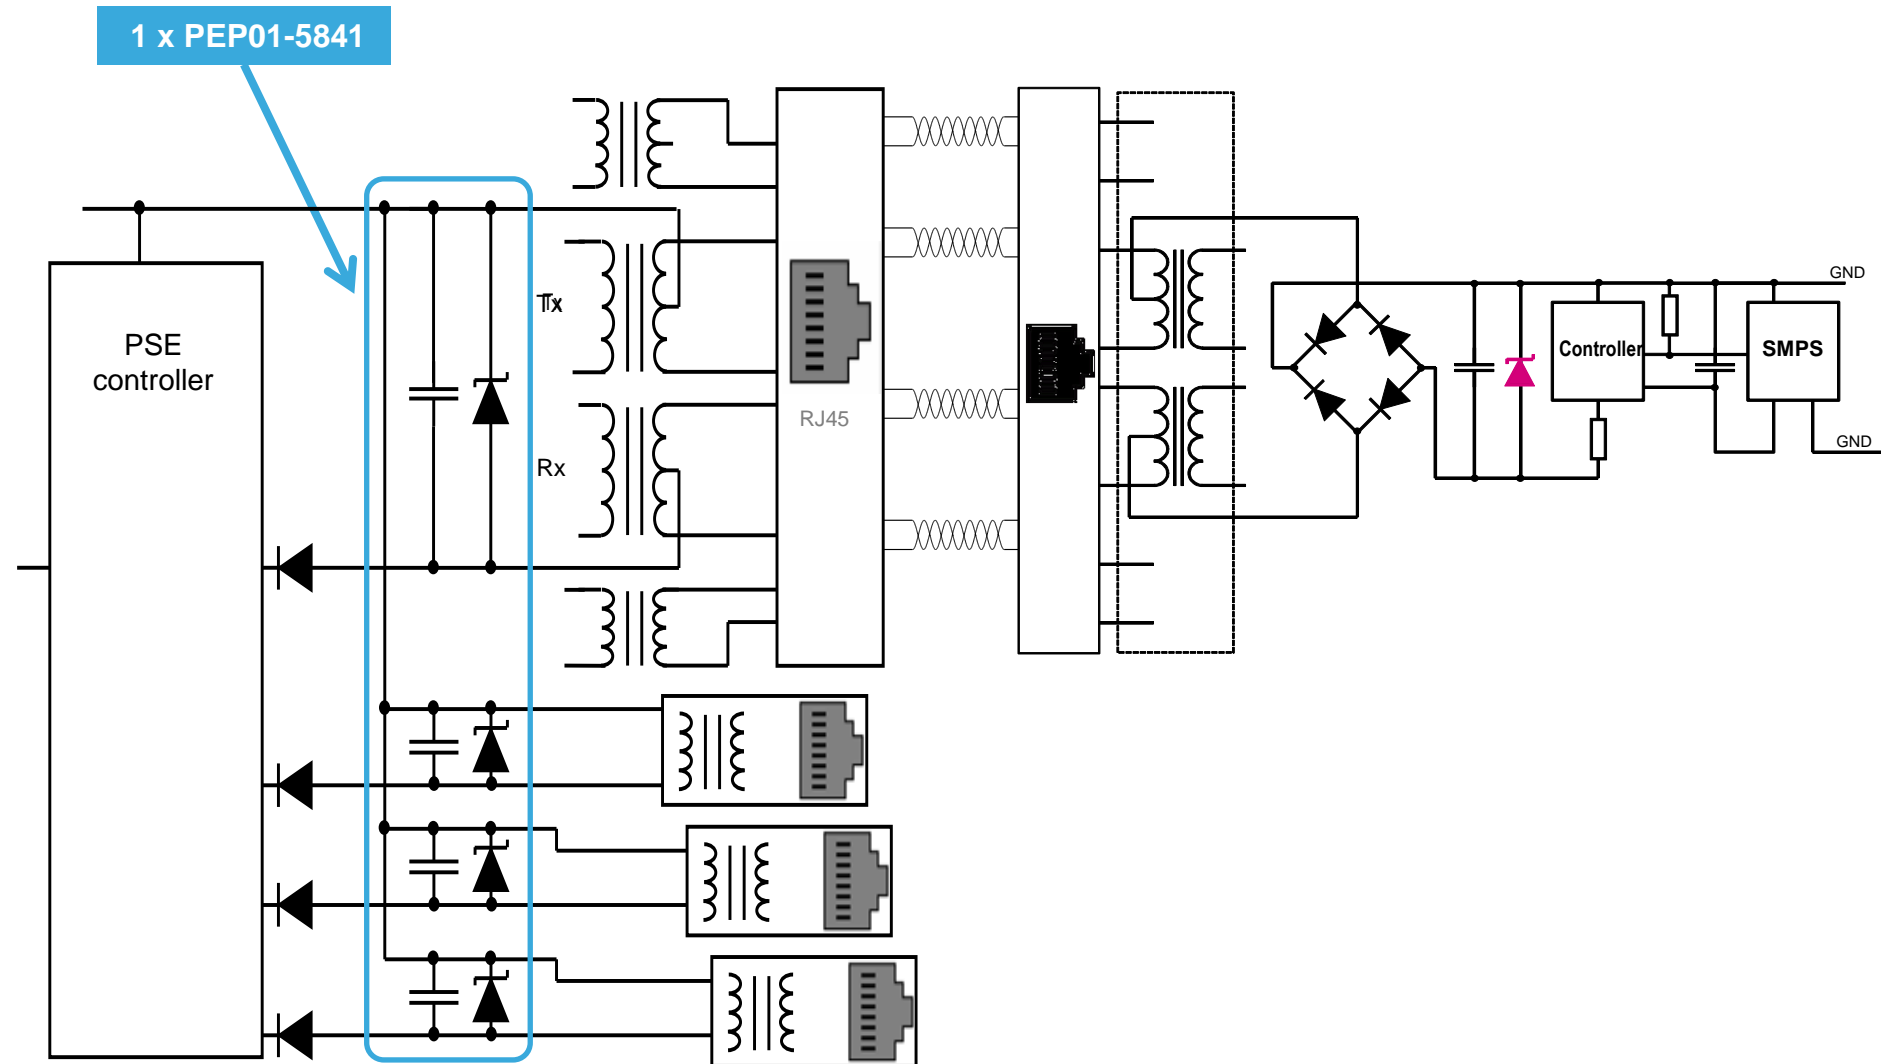 1 x PEP01-5841
PSE
controller
Tx
Rx
RJ45
GND
Controller
SMPS
GND